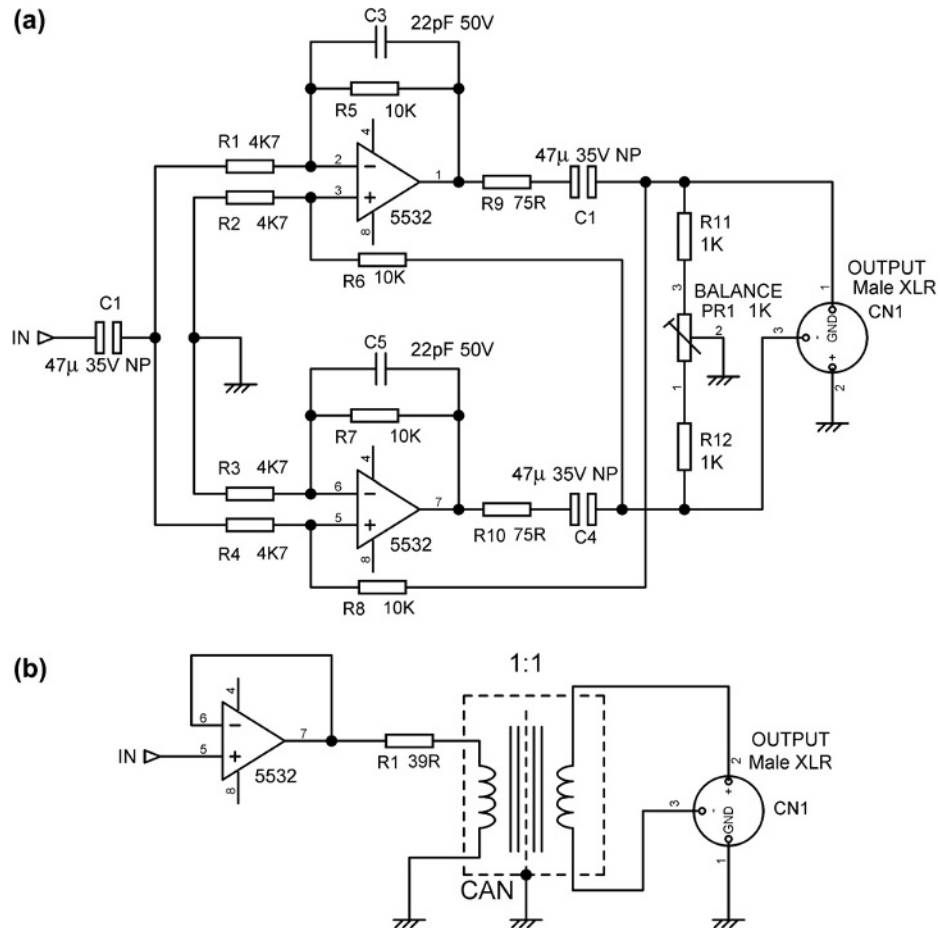 (a)
C3 22pF 50V
R5 10K
4
R1 4K7
2 −
3 +
1
R2 4K7
5532
8
47μ 35V NP
R9 75R
C1
R6 10K
R11
1K
3
BALANCE
PR1 1K
2
1
OUTPUT
Male XLR
CN1
1
GND
3 -
+
2
C1
IN
47μ 35V NP
C5 22pF 50V
R7 10K
4
R3 4K7
6 −
5 +
7
R4 4K7
5532
8
47μ 35V NP
R10 75R
C4
R12
1K
R8 10K
(b)
1:1
4
6 −
5 +
7
IN
5532
8
R1 39R
CAN
OUTPUT
Male XLR
2
+
3 -
GND
1
CN1